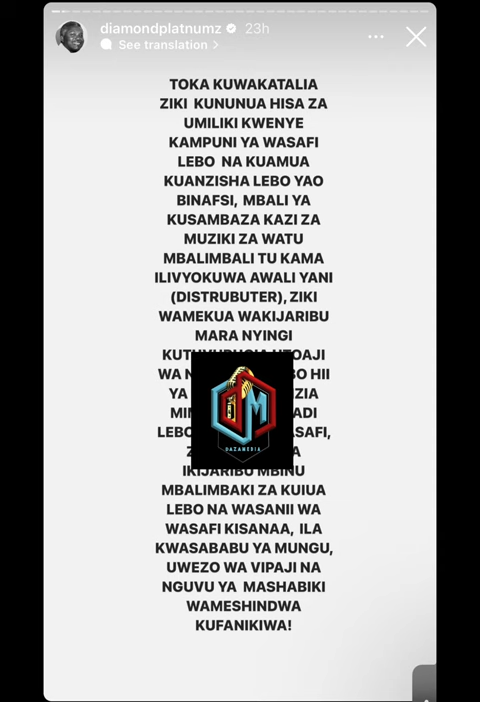 diamondplatnumz 23h
See translation >
TOKA KUWAKATALIA
ZIKI KUNUNUA HISA ZA
UMILIKI KWENYE
KAMPUNI YA WASAFI
LEBO NA KUAMUA
KUANZISHA LEBO YAO
BINAFSI, MBALI YA
KUSAMBAZA KAZI ZA
MUZIKI ZA WATU
MBALIMBALI TU KAMA
ILIVYOKUWA AWALI YANI
(DISTRUBUTER), ZIKI
WAMEKUA WAKIJARIBU
MARA NYINGI
WA
YA
LEBO
IKIJARIBU MBINU
MBALIMBAKI ZA KUIUA
LEBO NA WASANII WA
WASAFI KISANAA, ILA
KWASABABU YA MUNGU,
UWEZO WA VIPAJI NA
NGUVU YA MASHABIKI
WAMESHINDWA
KUFANIKIWA!
DM
DAZAMEDIA